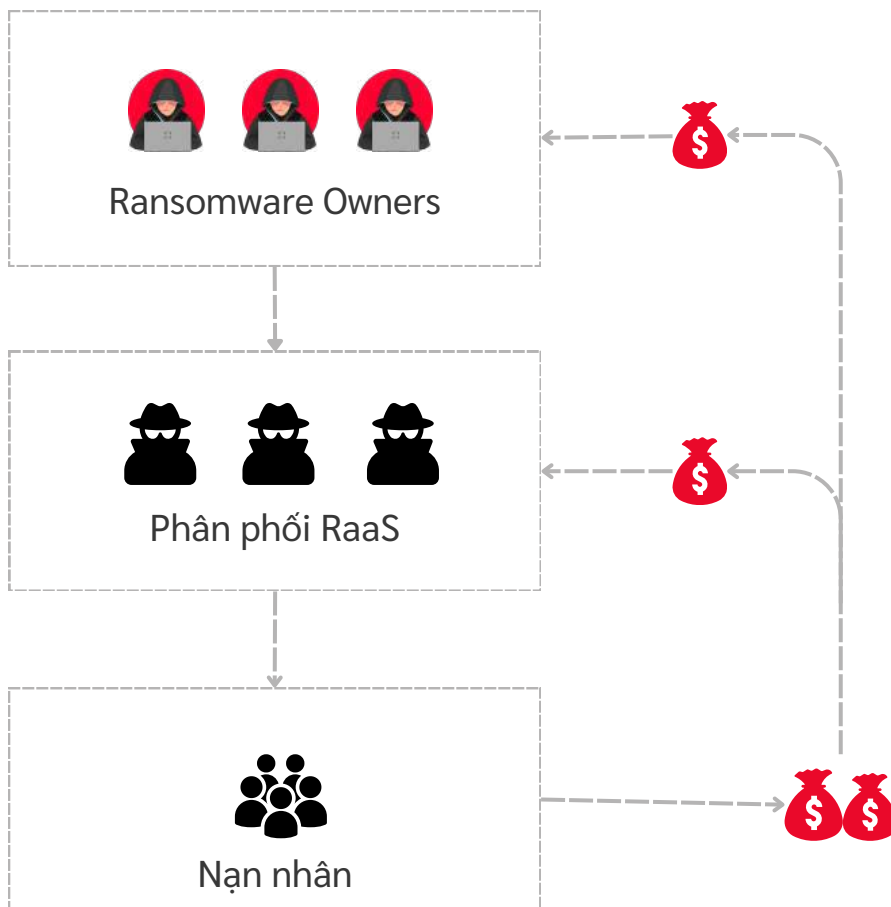 Ransomware Owners
$
Phân phối RaaS
$
Nạn nhân
$ $